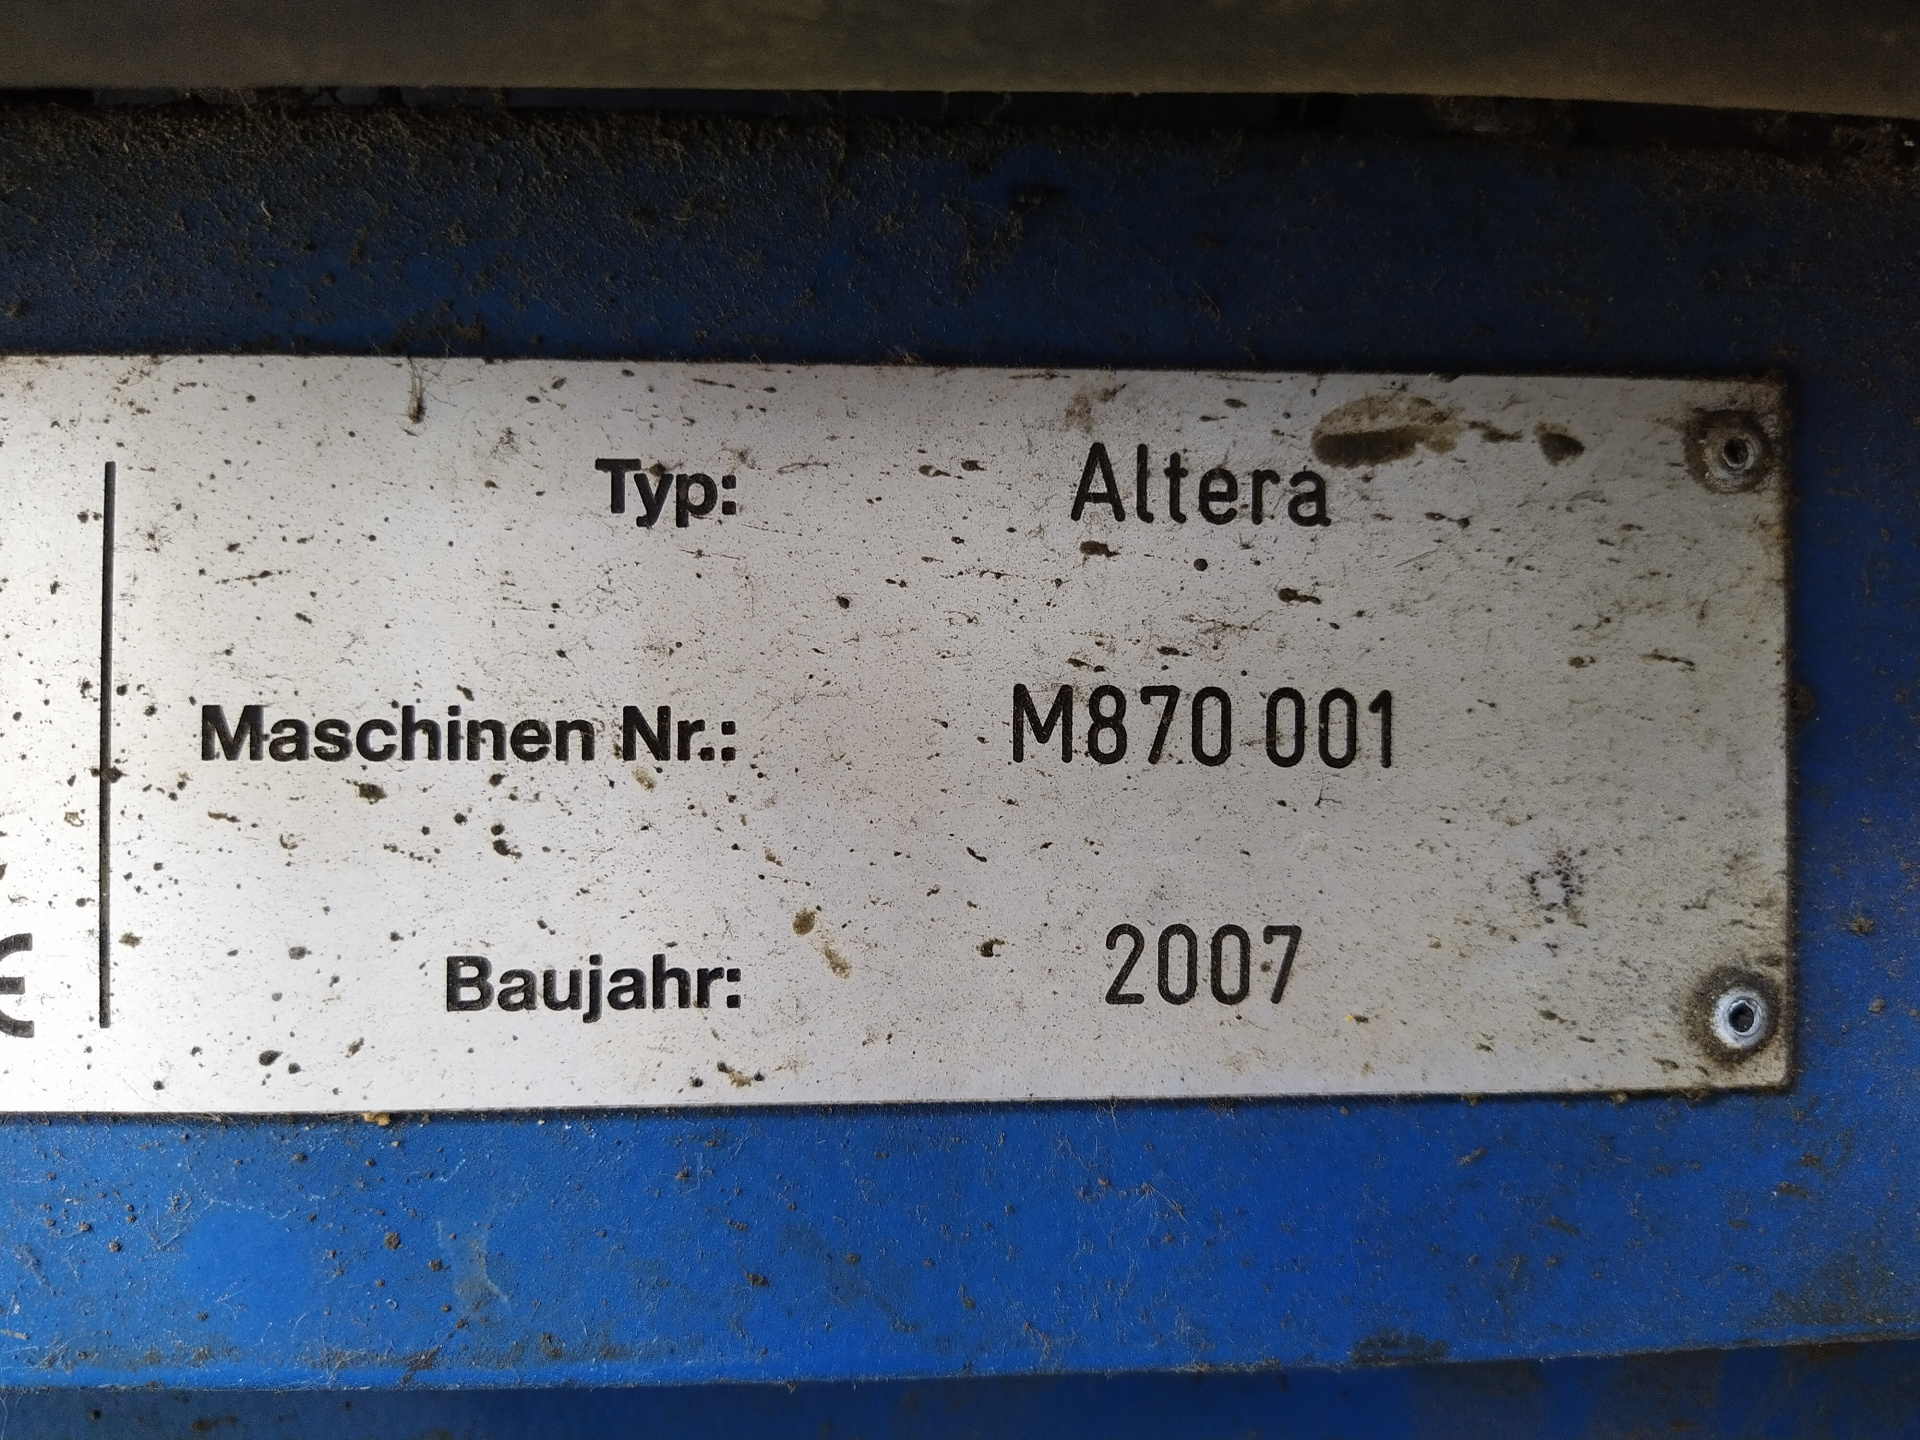 Typ: Altera
Maschinen Nr.: M870 001
Baujahr: 2007